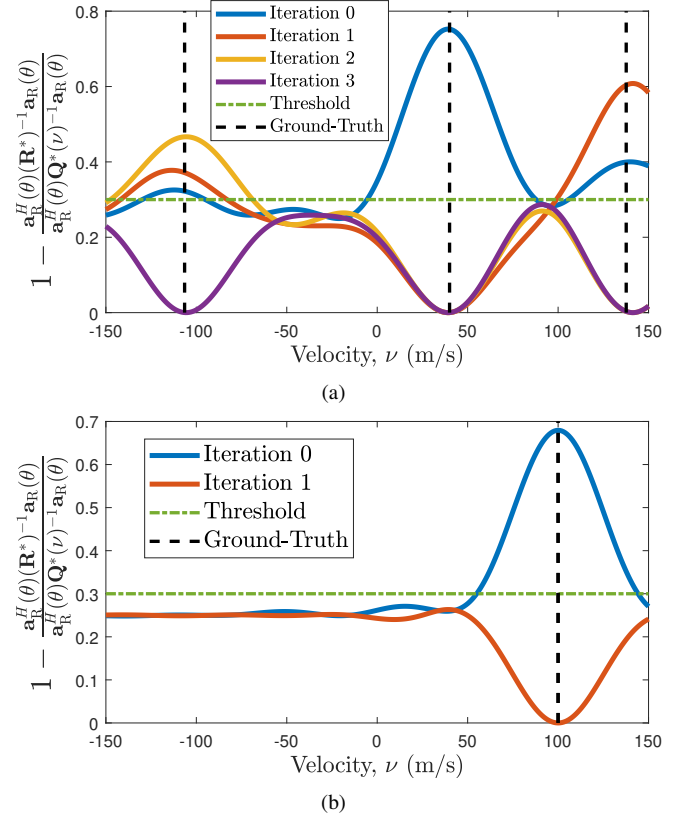 Iteration 0
Iteration 1
Iteration 2
Iteration 3
Threshold
Ground-Truth
0.8
0.6
0.4
0.2
0
1 − a_R^H(θ)(R*)^{-1}a_R(θ) / a_R^H(θ)Q*(ν)^{-1}a_R(θ)
-150 -100 -50 0 50 100 150
Velocity, ν (m/s)
(a)
0.7
0.6
0.5
0.4
0.3
0.2
0.1
0
1 − a_R^H(θ)(R*)^{-1}a_R(θ) / a_R^H(θ)Q*(ν)^{-1}a_R(θ)
Iteration 0
Iteration 1
Threshold
Ground-Truth
-150 -100 -50 0 50 100 150
Velocity, ν (m/s)
(b)